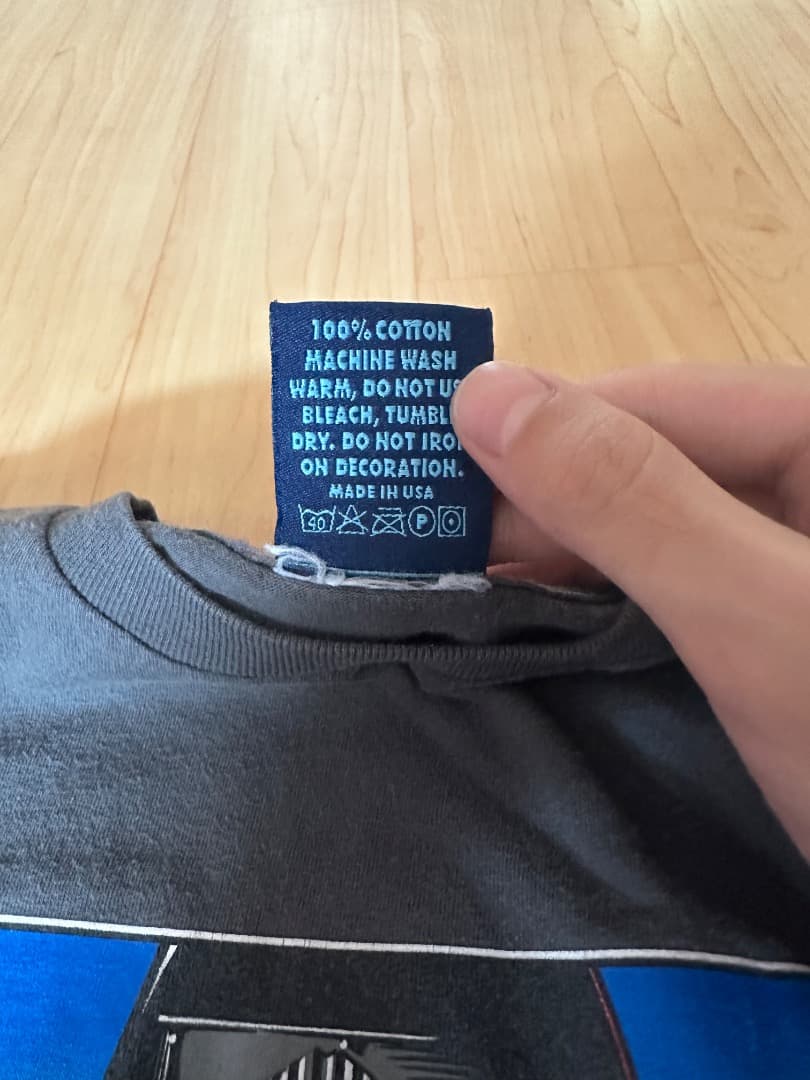 100% COTTON
MACHINE WASH
WARM, DO NOT US
BLEACH, TUMBL
DRY. DO NOT IRO
ON DECORATION.
MADE IN USA
40 P